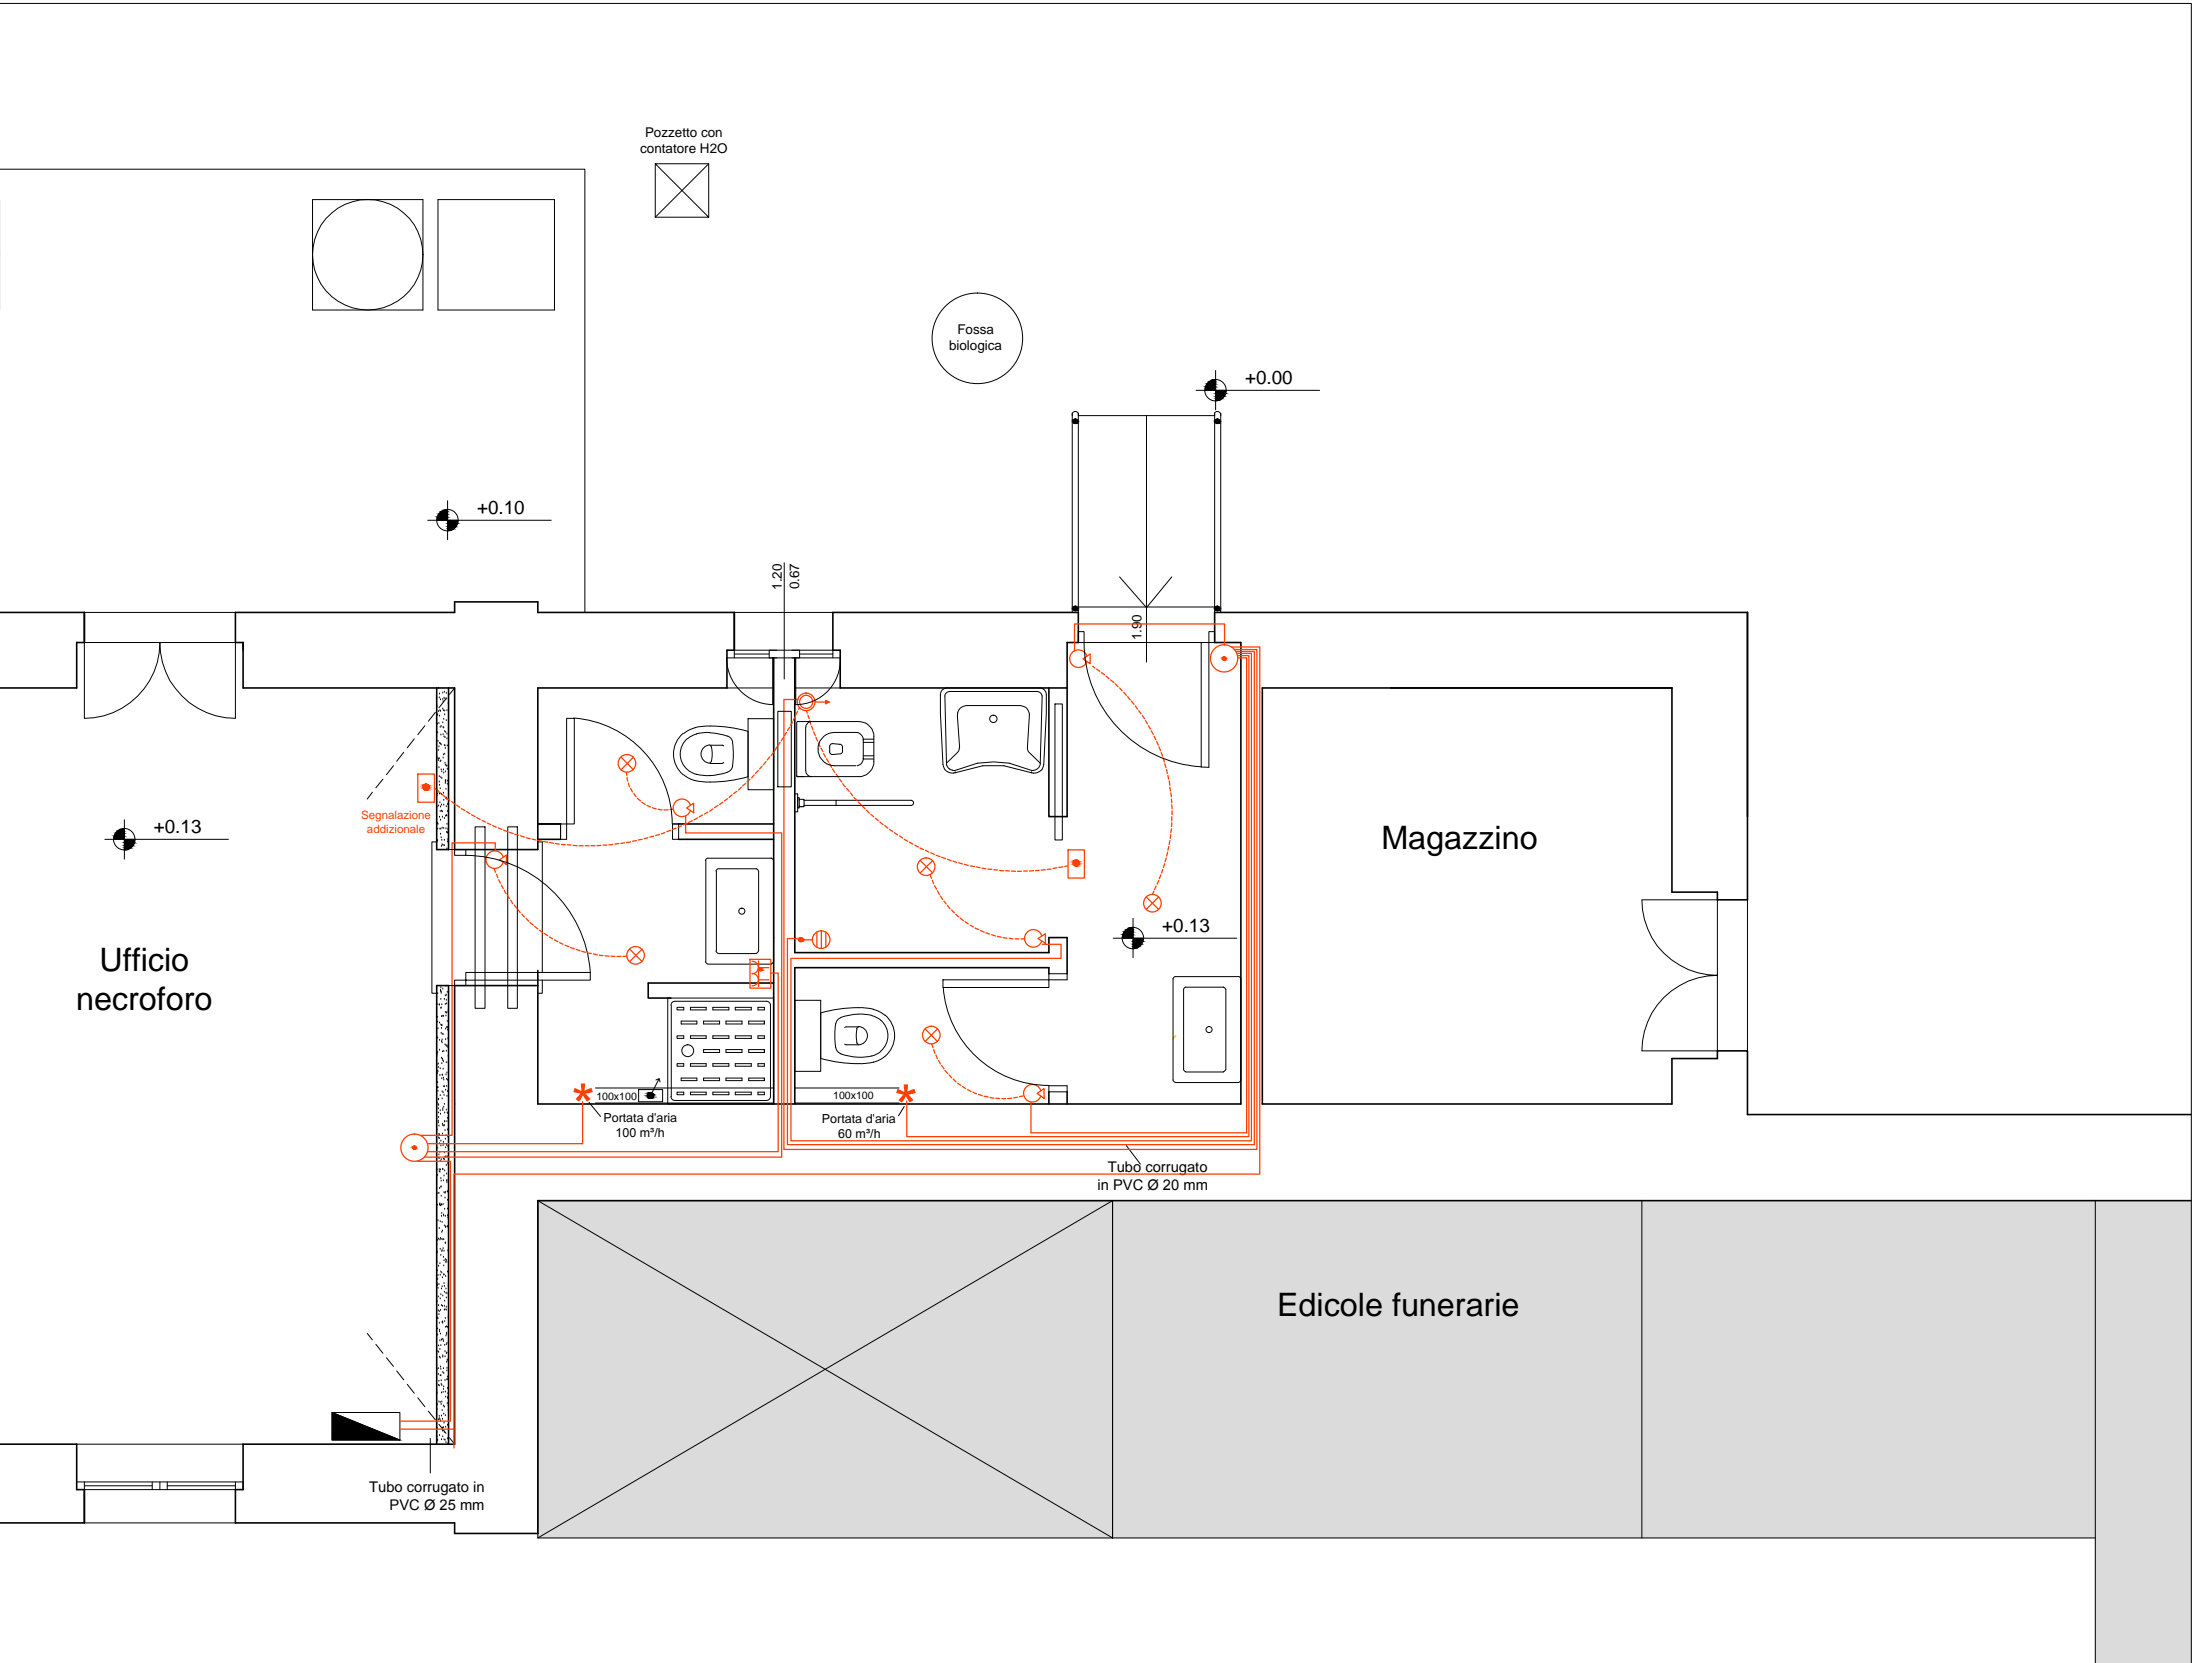 Pozzetto con
contatore H2O
Fossa
biologica
+0.00
+0.10
1.20
0.67
1.90
Segnalazione
addizionale
+0.13
Magazzino
+0.13
Ufficio
necroforo
100x100
100x100
Portata d'aria
100 m³/h
Portata d'aria
60 m³/h
Tubo corrugato
in PVC Ø 20 mm
Edicole funerarie
Tubo corrugato in
PVC Ø 25 mm